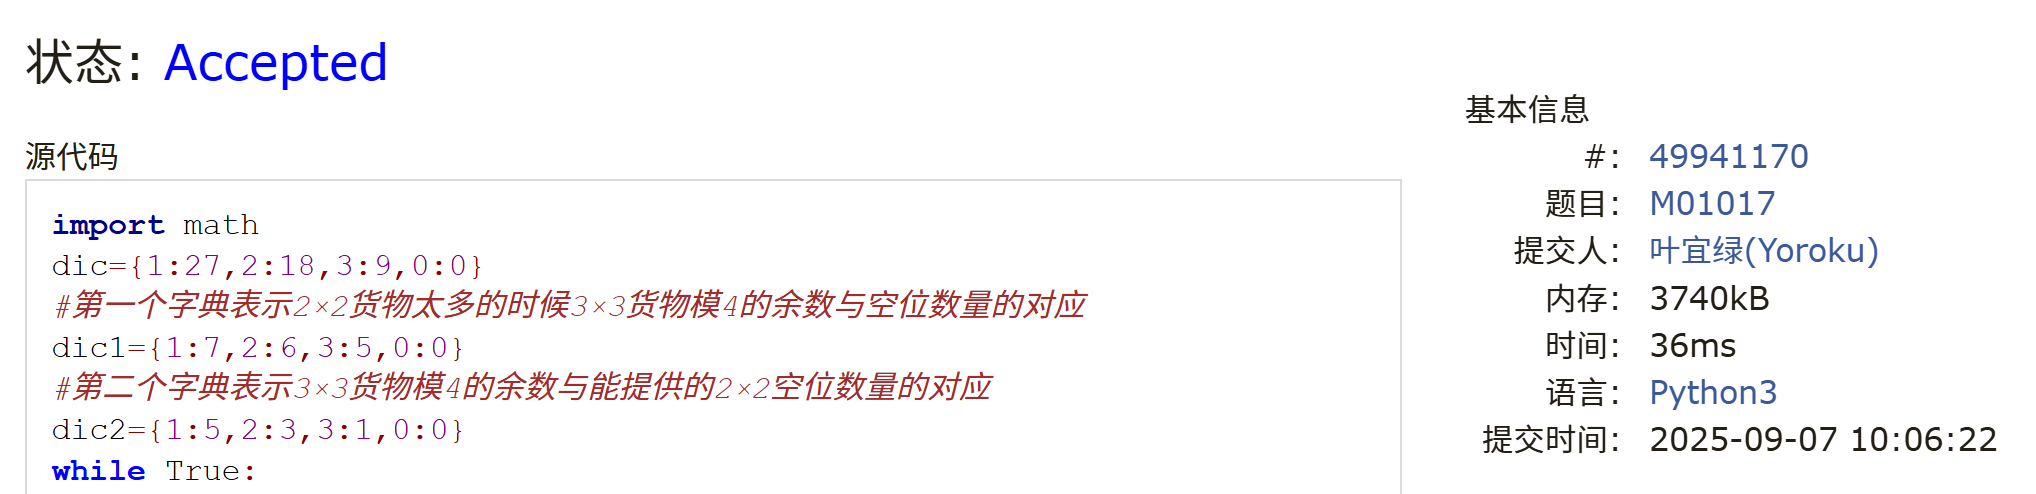 状态: Accepted
源代码
import math
dic={1:27,2:18,3:9,0:0}
#第一个字典表示2×2货物太多的时候3×3货物模4的余数与空位数量的对应
dic1={1:7,2:6,3:5,0:0}
#第二个字典表示3×3货物模4的余数与能提供的2×2空位数量的对应
dic2={1:5,2:3,3:1,0:0}
while True:
基本信息
#: 49941170
题目: M01017
提交人: 叶宜绿(Yoroku)
内存: 3740kB
时间: 36ms
语言: Python3
提交时间: 2025-09-07 10:06:22